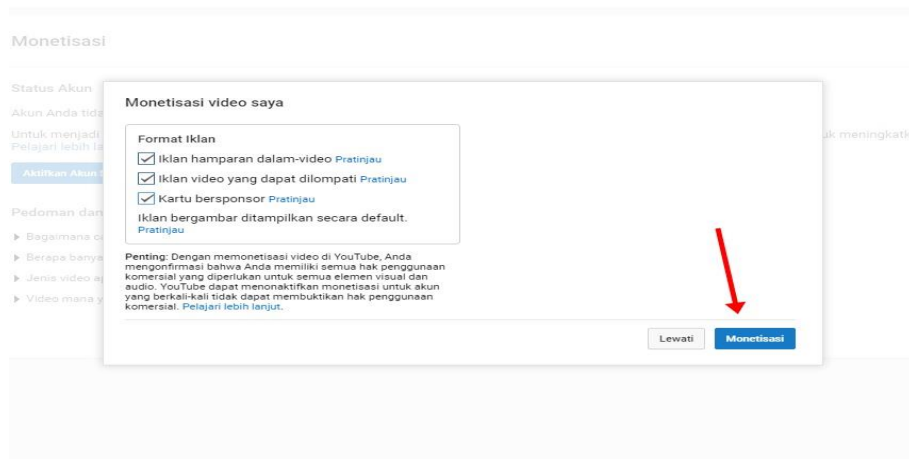 Monetisasi
Status Akun
Akun Anda
Untuk menjadi
uk meningkatk
Pelajari lebih
Aktifkan Akun
Pedoman dan
Bagaimana
Berapa
Jenis video
Video mana
Monetisasi video saya
Format Iklan
Iklan hamparan dalam-video Pratinjau
Iklan video yang dapat dilompati Pratinjau
Kartu bersponsor Pratinjau
Iklan bergambar ditampilkan secara default.
Pratinjau
Penting: Dengan memonetisasi video di YouTube, Anda
mengonfirmasi bahwa Anda memiliki semua hak penggunaan
komersial yang diperlukan untuk semua elemen visual dan
audio. YouTube dapat menonaktifkan monetisasi untuk akun
yang berkali-kali tidak dapat membuktikan hak penggunaan
komersial. Pelajari lebih lanjut.
Lewati
Monetisasi